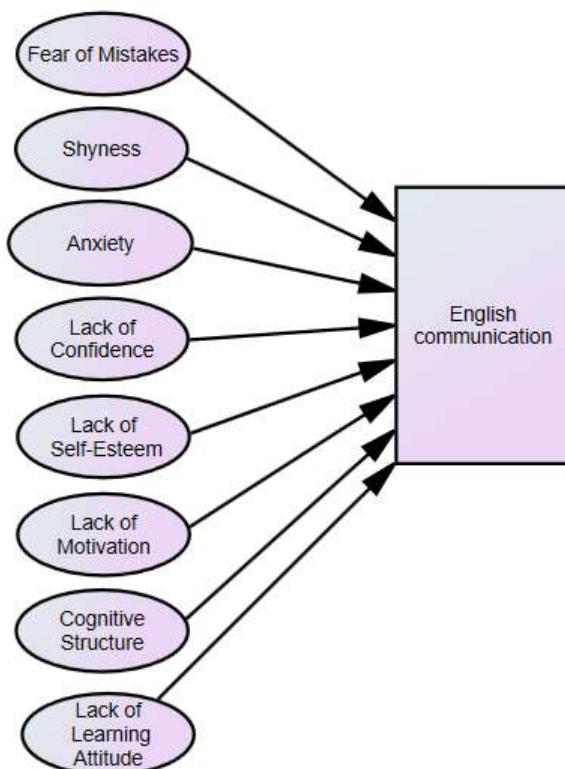 Fear of Mistakes
Shyness
Anxiety
Lack of
Confidence
Lack of
Self-Esteem
Lack of
Motivation
Cognitive
Structure
Lack of
Learning
Attitude
English
communication